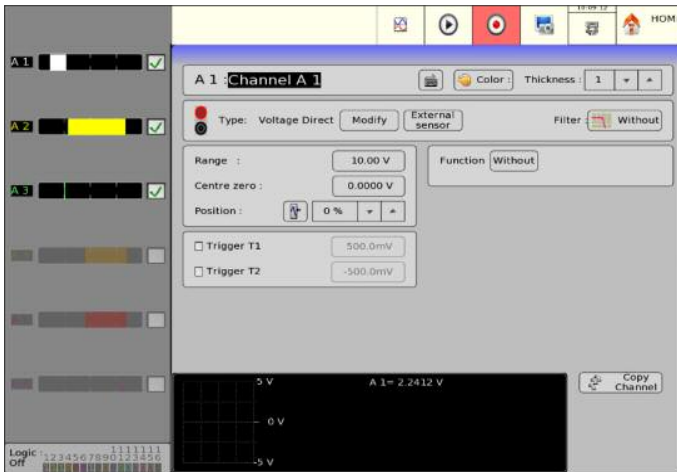 HOM
A 1
A 1 :Channel A 1
Color :
Thickness :
1
A 2
Type: Voltage Direct
Modify
External
sensor
Filter :
Without
Range :
10.00 V
Function
Without
Centre zero :
0.0000 V
A 3
Position :
0 %
Trigger T1
500.0mV
Trigger T2
-500.0mV
5 V
A 1= 2.2412 V
Copy
Channel
0 V
-5 V
Logic :
Off
1111111
1234567890123456